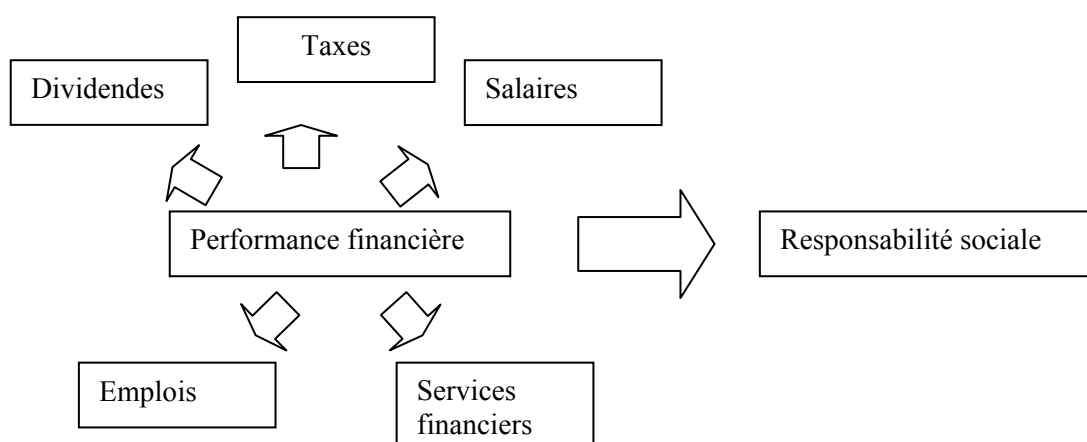 Taxes
Dividendes
Salaires
Performance financière
Responsabilité sociale
Emplois
Services
financiers